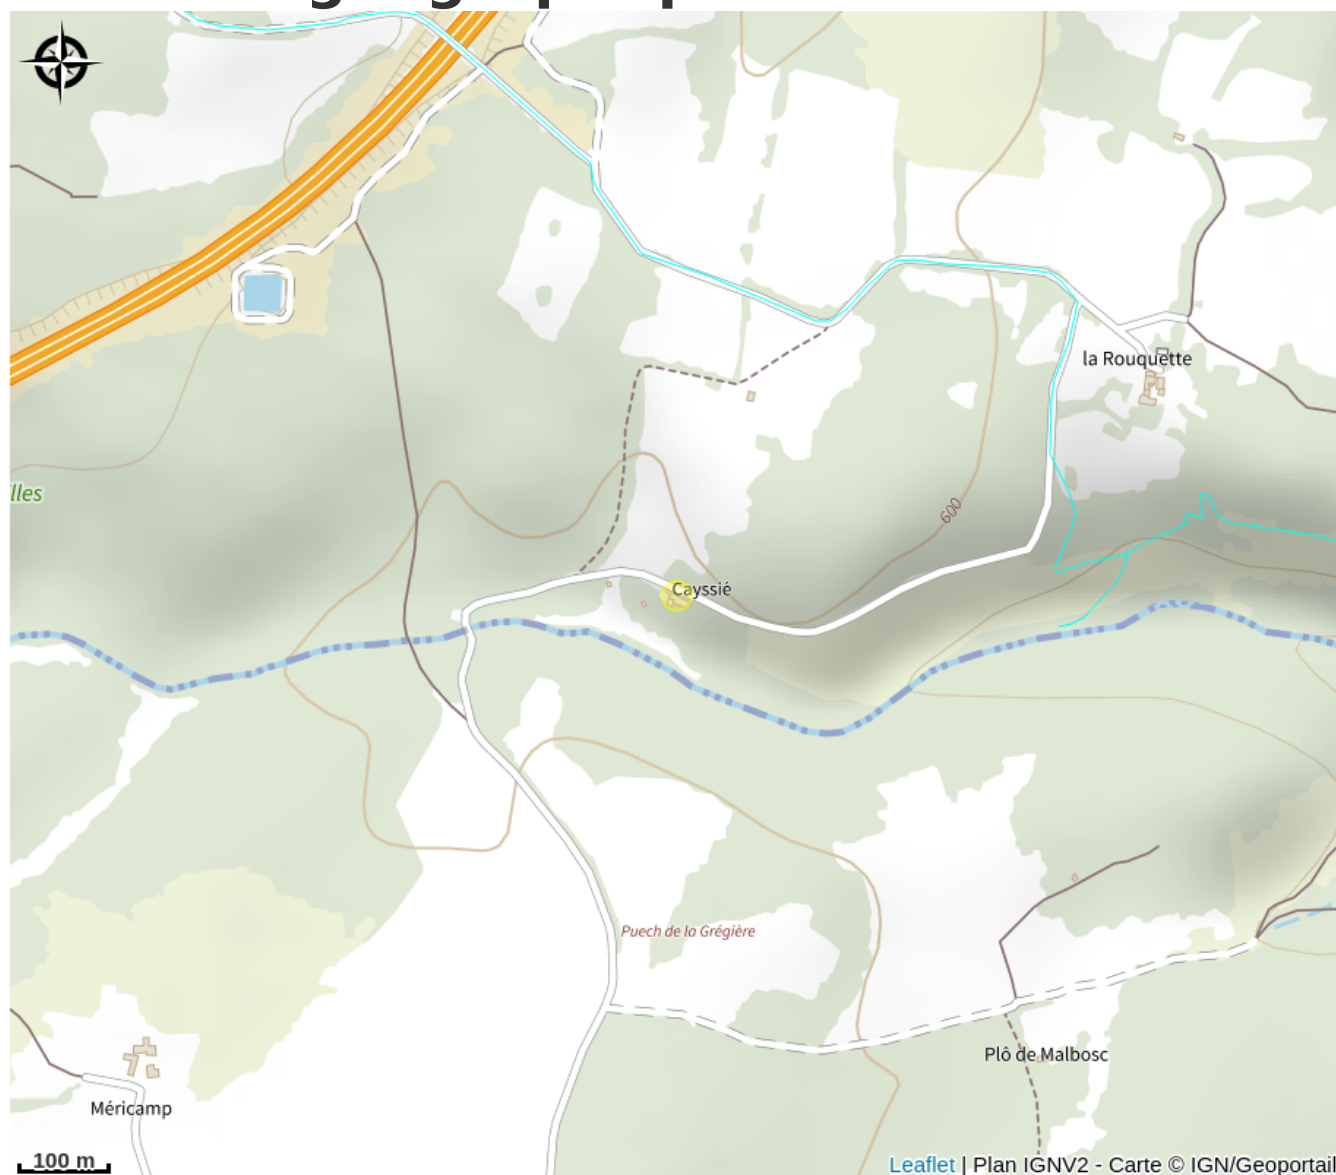 la Rouquette
lles
600
Cayssié
Puech de la Grégière
Plô de Malbosc
Méricamp
100 m
Leaflet | Plan IGNV2 - Carte © IGN/Geoportail